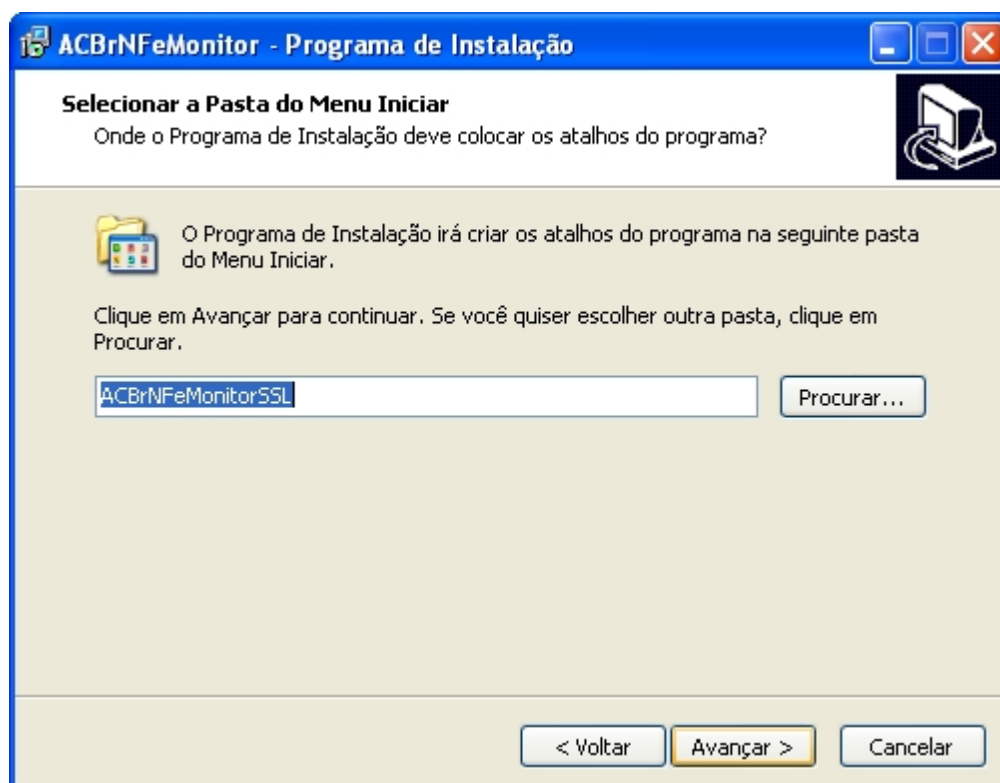 ACBrNFeMonitor - Programa de Instalação
Selecionar a Pasta do Menu Iniciar
Onde o Programa de Instalação deve colocar os atalhos do programa?
O Programa de Instalação irá criar os atalhos do programa na seguinte pasta
do Menu Iniciar.
Clique em Avançar para continuar. Se você quiser escolher outra pasta, clique em
Procurar.
ACBrNFeMonitorSSL
Procurar...
< Voltar
Avançar >
Cancelar